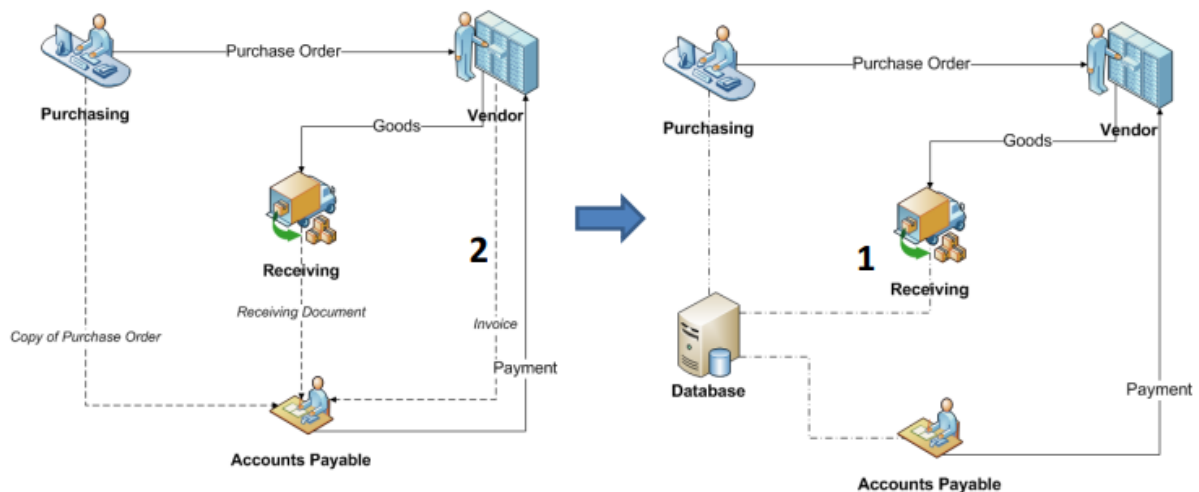 Purchase Order
Purchasing
Vendor
Goods
2
Receiving
Receiving Document
Invoice
Copy of Purchase Order
Payment
Accounts Payable
Purchase Order
Purchasing
Vendor
Goods
1
Receiving
Database
Payment
Accounts Payable